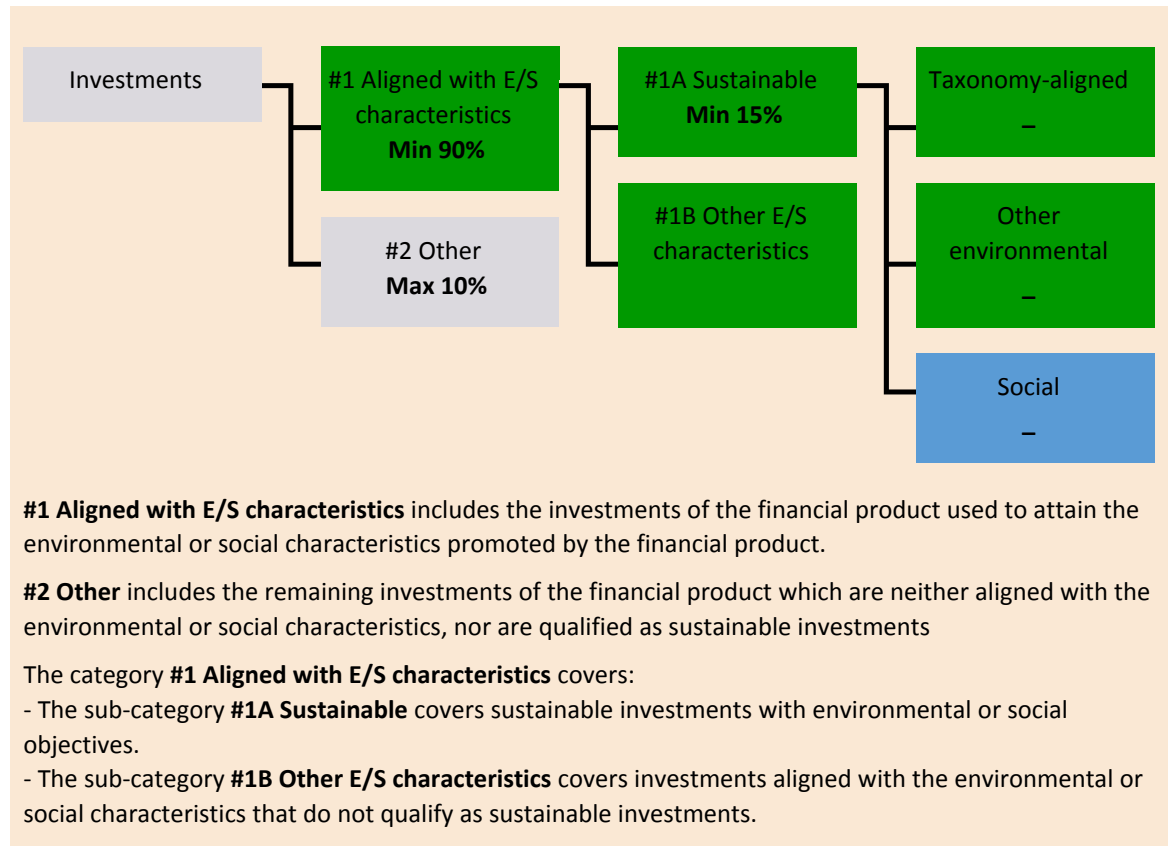 Investments
#1 Aligned with E/S
characteristics
Min 90%
#2 Other
Max 10%
#1A Sustainable
Min 15%
#1B Other E/S
characteristics
Taxonomy-aligned
–
Other
environmental
–
Social
–
#1 Aligned with E/S characteristics includes the investments of the financial product used to attain the
environmental or social characteristics promoted by the financial product.
#2 Other includes the remaining investments of the financial product which are neither aligned with the
environmental or social characteristics, nor are qualified as sustainable investments
The category #1 Aligned with E/S characteristics covers:
- The sub-category #1A Sustainable covers sustainable investments with environmental or social
objectives.
- The sub-category #1B Other E/S characteristics covers investments aligned with the environmental or
social characteristics that do not qualify as sustainable investments.